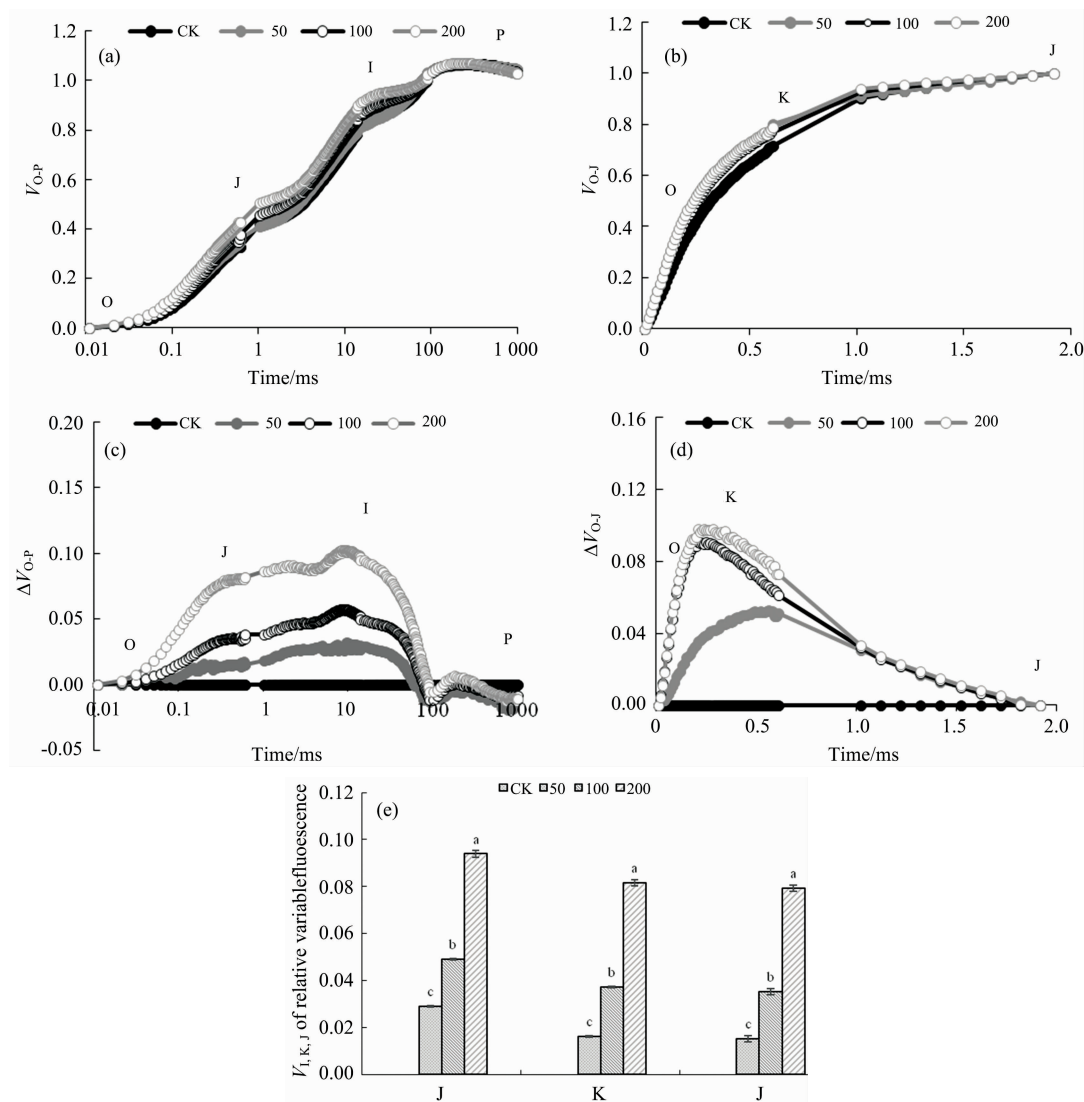 CK 50 100 200
(a)
O
J
I
P
1.2
1.0
0.8
0.6
0.4
0.2
0.0
V_O-P
0.01 0.1 1 10 100 1 000
Time/ms
CK 50 100 200
(b)
O
K
J
1.2
1.0
0.8
0.6
0.4
0.2
0.0
V_O-J
0 0.5 1.0 1.5 2.0
Time/ms
CK 50 100 200
(c)
O
J
I
P
0.20
0.15
0.10
0.05
0.00
-0.05
ΔV_O-P
0.01 0.1 1 10 100 1000
Time/ms
CK 50 100 200
(d)
O
K
J
0.16
0.12
0.08
0.04
0.00
ΔV_O-J
0 0.5 1.0 1.5 2.0
Time/ms
CK 50 100 200
(e)
0.12
0.10
0.08
0.06
0.04
0.02
0.00
V_I, K, J of relative variablefluoescence
c b a
c b a
c b a
J K J